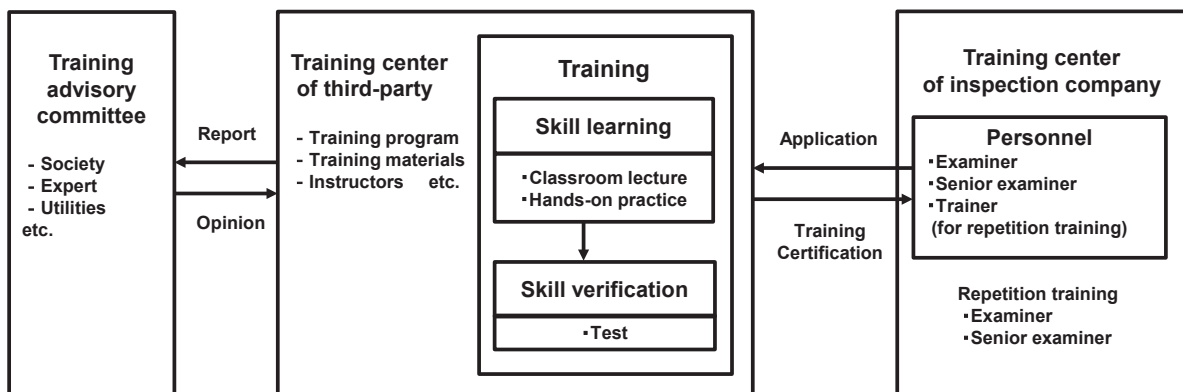 Training
advisory
committee
- Society
- Expert
- Utilities
etc.
Report
Opinion
Training center
of third-party
- Training program
- Training materials
- Instructors etc.
Training
Skill learning
・Classroom lecture
・Hands-on practice
Skill verification
・Test
Application
Training
Certification
Training center
of inspection company
Personnel
・Examiner
・Senior examiner
・Trainer
(for repetition training)
Repetition training
・Examiner
・Senior examiner